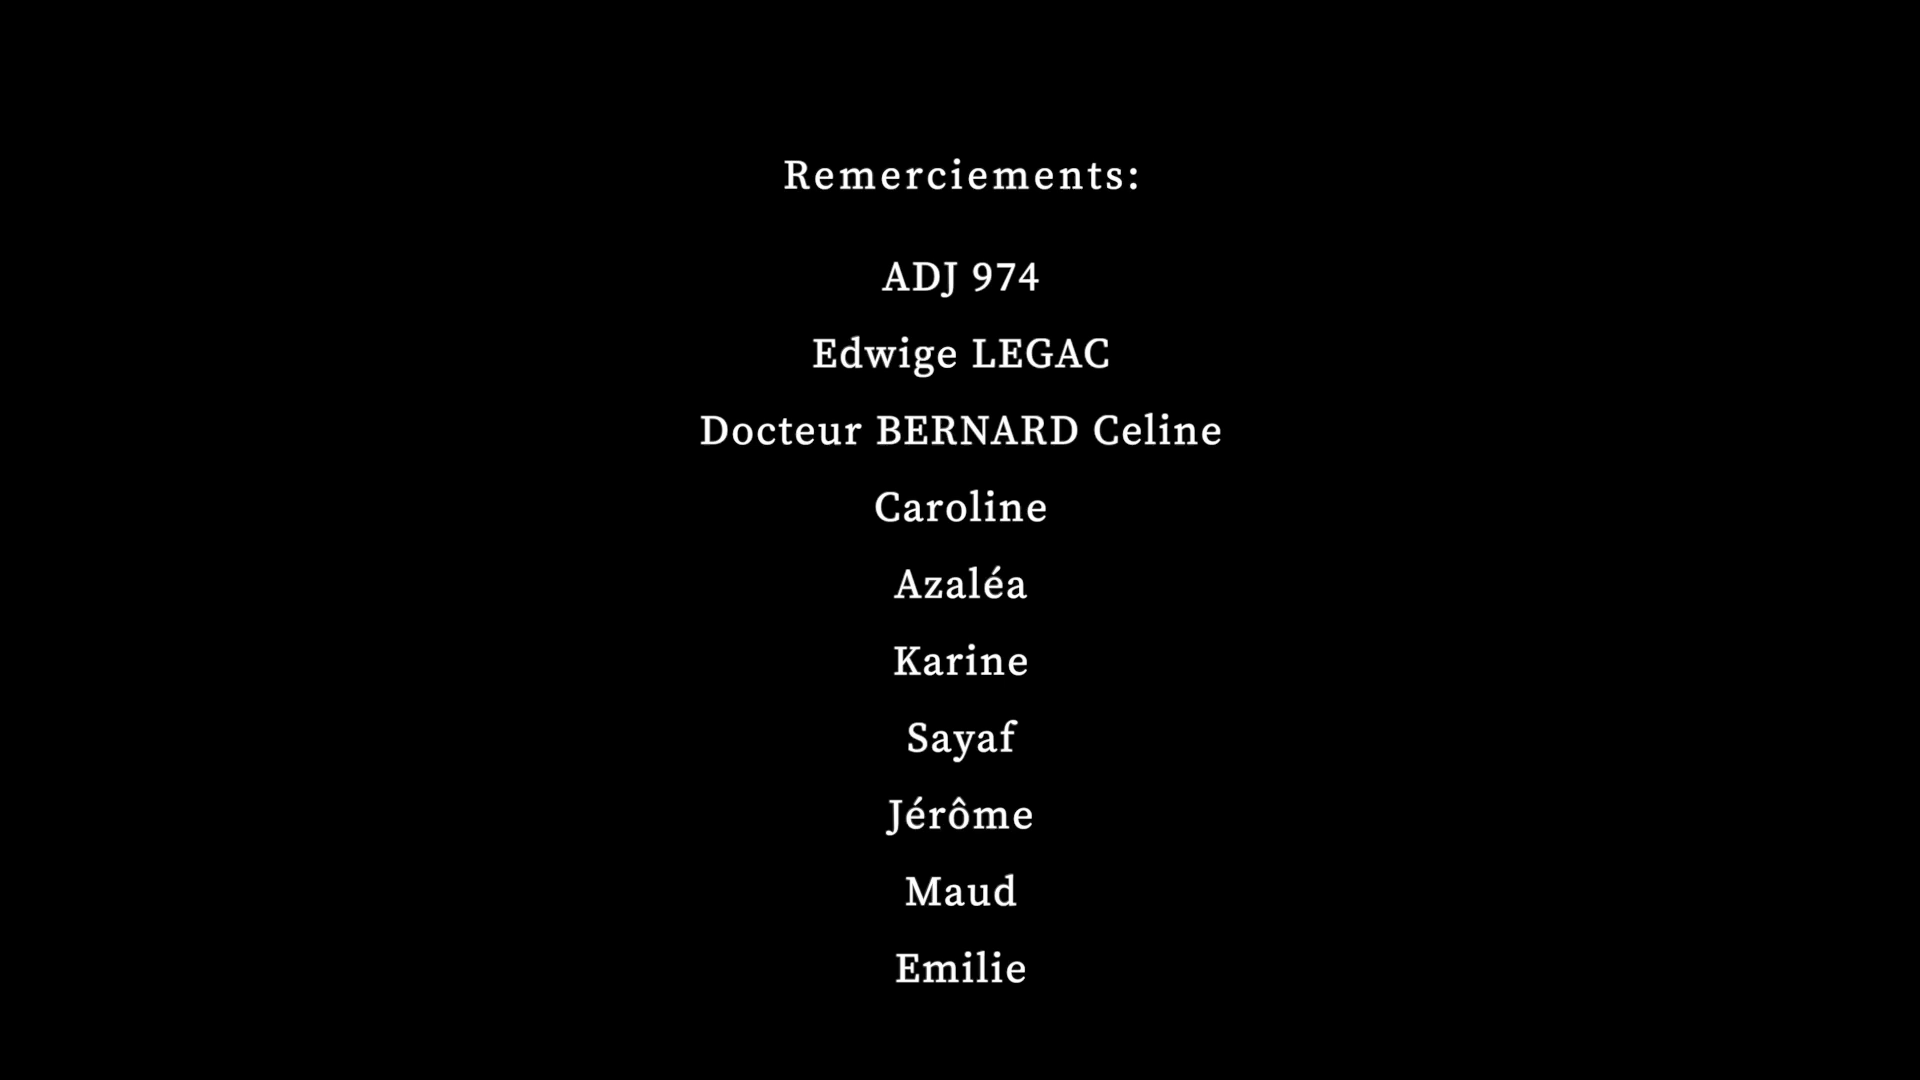 Remerciements:
ADJ 974
Edwige LEGAC
Docteur BERNARD Celine
Caroline
Azaléa
Karine
Sayaf
Jérôme
Maud
Emilie